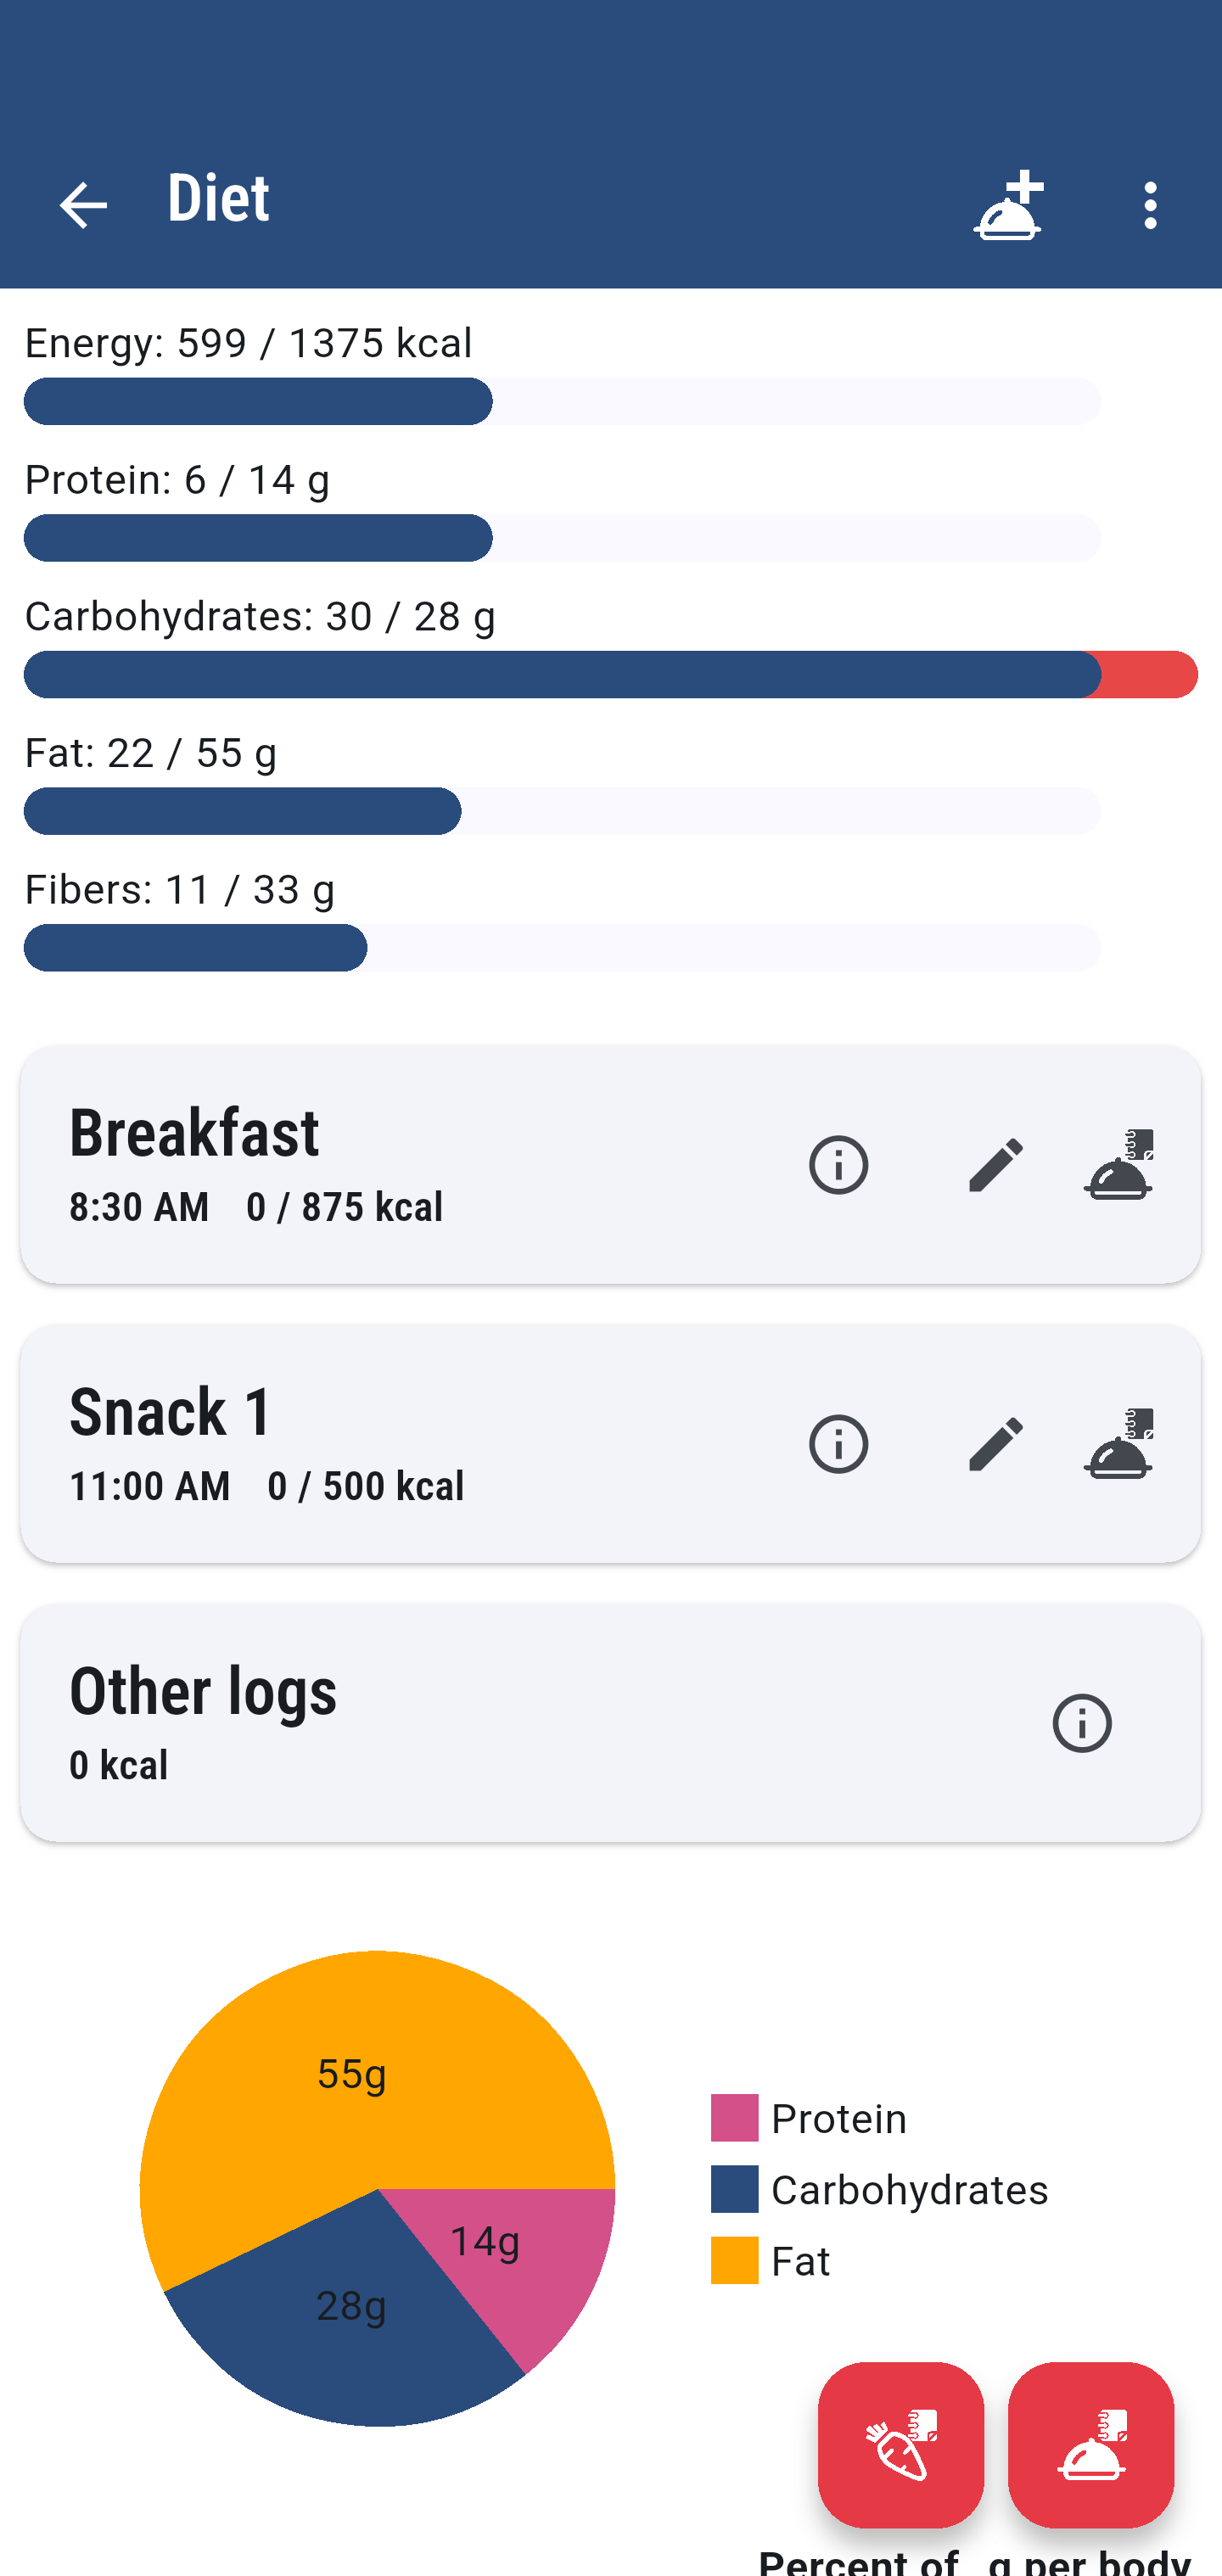 Diet
Energy: 599 / 1375 kcal
Protein: 6 / 14 g
Carbohydrates: 30 / 28 g
Fat: 22 / 55 g
Fibers: 11 / 33 g
Breakfast
8:30 AM 0 / 875 kcal
Snack 1
11:00 AM 0 / 500 kcal
Other logs
0 kcal
55g
14g
28g
Protein
Carbohydrates
Fat
Percent of g per body